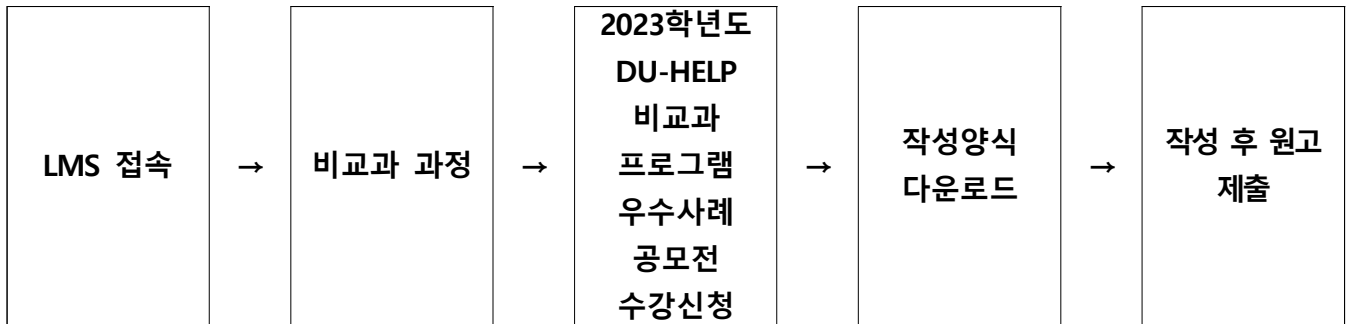 LMS 접속
→
비교과 과정
→
2023학년도
DU-HELP
비교과
프로그램
우수사례
공모전
수강신청
→
작성양식
다운로드
→
작성 후 원고
제출